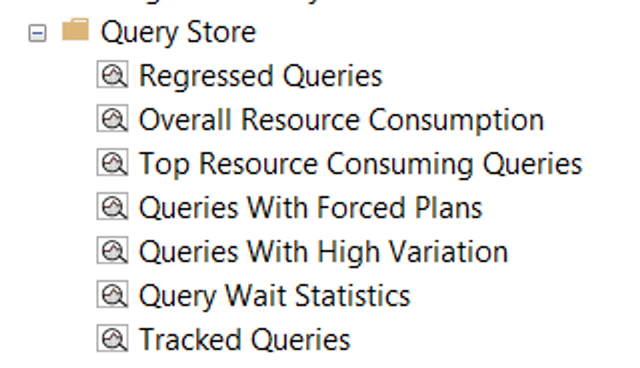 Query Store
Regressed Queries
Overall Resource Consumption
Top Resource Consuming Queries
Queries With Forced Plans
Queries With High Variation
Query Wait Statistics
Tracked Queries